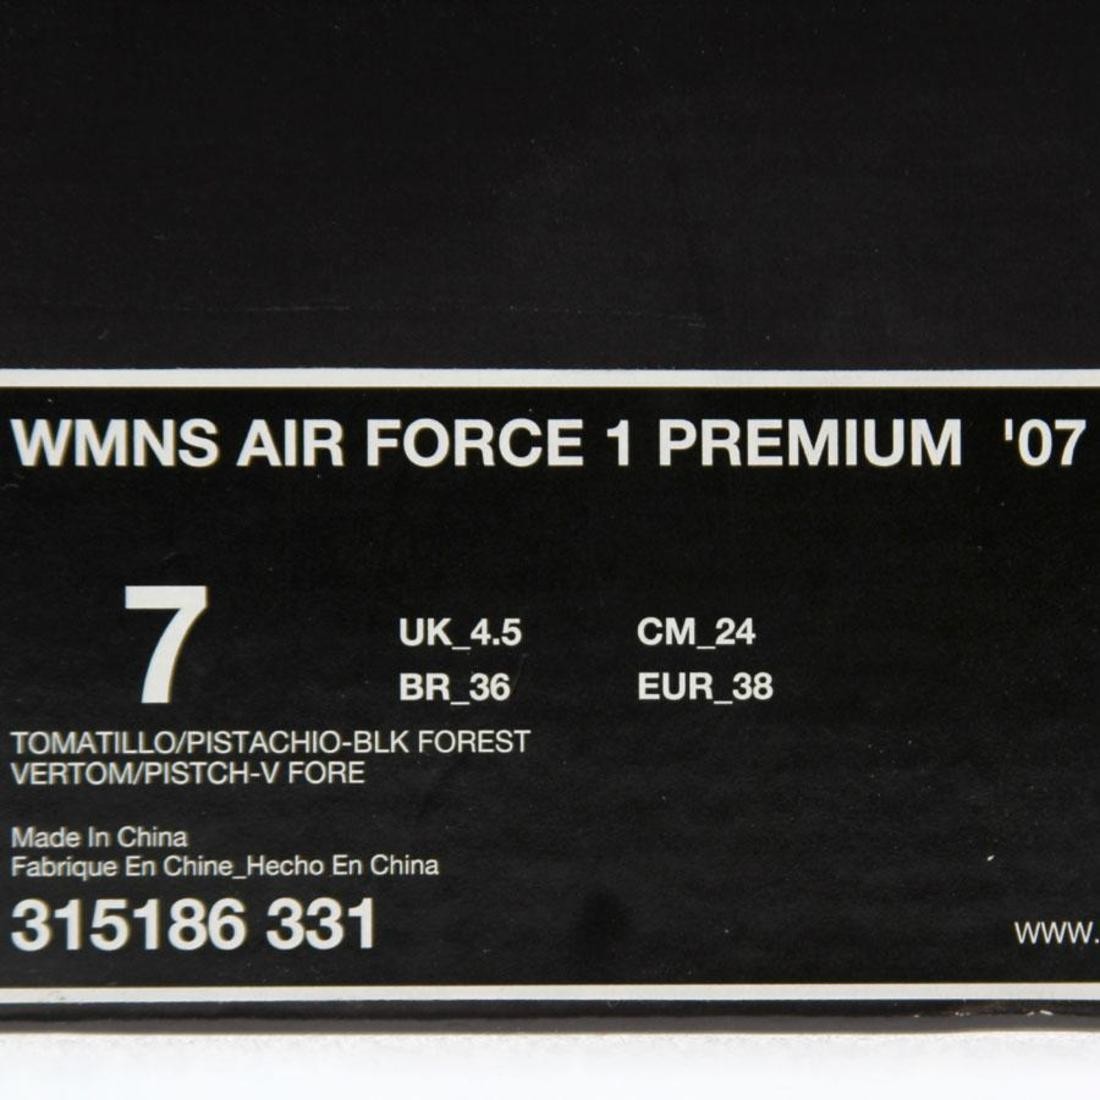 WMNS AIR FORCE 1 PREMIUM '07
7
UK_4.5 CM_24
BR_36 EUR_38
TOMATILLO/PISTACHIO-BLK FOREST
VERTOM/PISTCH-V FORE
Made In China
Fabrique En Chine_Hecho En China
315186 331
www.